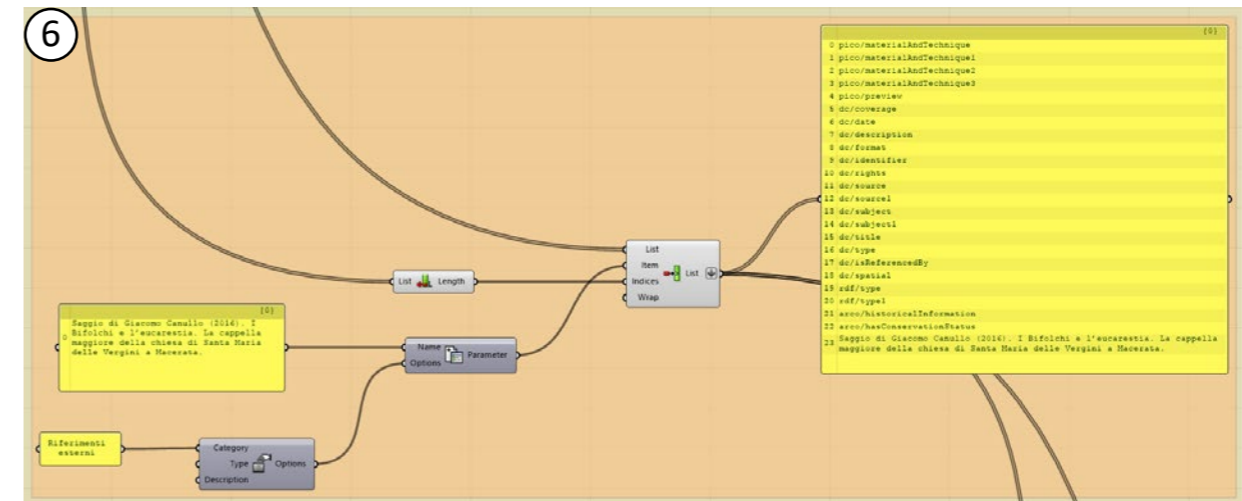 6
{0}
0 pico/materialAndTechnique
1 pico/materialAndTechnique1
2 pico/materialAndTechnique2
3 pico/materialAndTechnique3
4 pico/preview
5 dc/coverage
6 dc/date
7 dc/description
8 dc/format
9 dc/identifier
10 dc/rights
11 dc/source
12 dc/source1
13 dc/subject
14 dc/subject1
15 dc/title
16 dc/type
17 dc/isReferencedBy
18 dc/spatial
19 rdf/type
20 rdf/type1
21 arco/historicalInformation
22 arco/hasConservationStatus
23 Saggio di Giacomo Canullo (2016). I Bifolchi e l'eucarestia. La cappella
maggiore della chiesa di Santa Maria delle Vergini a Macerata.
List
Item
Indices
Wrap
List
List Length
{0}
0 Saggio di Giacomo Canullo (2016). I
Bifolchi e l'eucarestia. La cappella
maggiore della chiesa di Santa Maria
delle Vergini a Macerata.
Name
Options
Parameter
Riferimenti
esterni
Category
Type
Description
Options